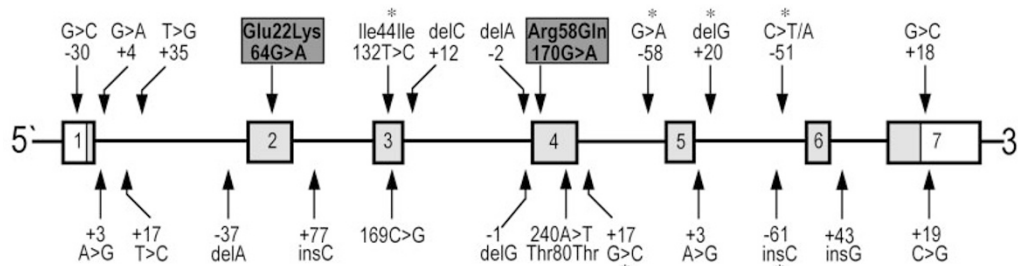 * * * *
G>C G>A T>G Glu22Lys Ile44Ile delC delA Arg58Gln G>A delG C>T/A G>C
-30 +4 +35 64G>A 132T>C +12 -2 170G>A -58 +20 -51 +18
5` 1 2 3 4 5 6 7 3
+3 +17 -37 +77 169C>G -1 240A>T +17 +3 -61 +43 +19
A>G T>C delA insC delG Thr80Thr G>C A>G insC insG C>G